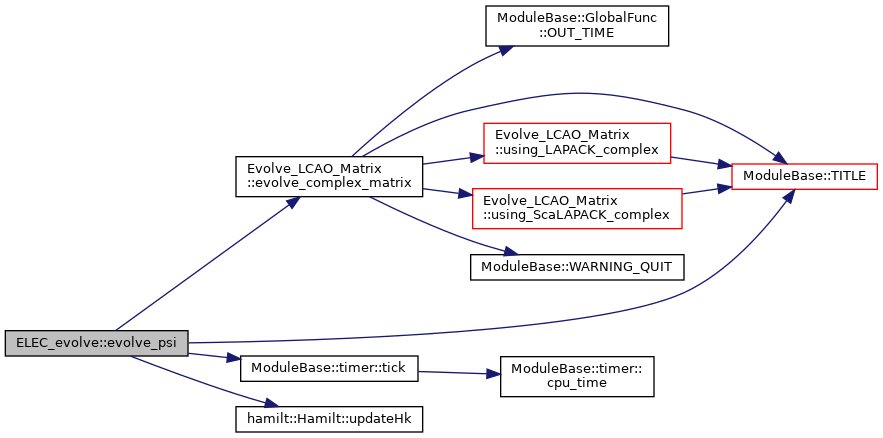 ModuleBase::GlobalFunc
::OUT_TIME
Evolve_LCAO_Matrix
::using_LAPACK_complex
Evolve_LCAO_Matrix
::evolve_complex_matrix
ModuleBase::TITLE
Evolve_LCAO_Matrix
::using_ScaLAPACK_complex
ModuleBase::WARNING_QUIT
ELEC_evolve::evolve_psi
ModuleBase::timer::tick
ModuleBase::timer::
cpu_time
hamilt::Hamilt::updateHk